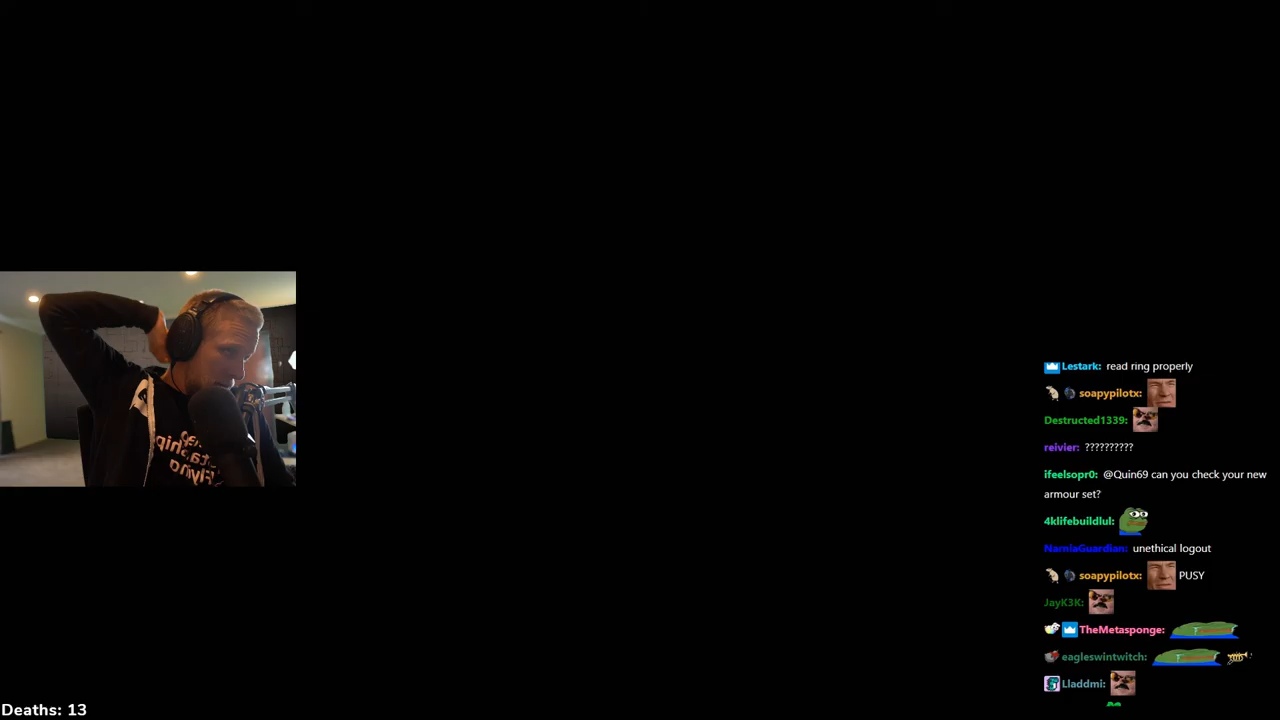 Lestark: read ring properly
soapypilotx:
Destructed1339:
reivier: ??????????
ifeelsopr0: @Quin69 can you check your new
armour set?
4klifebuildlul:
NarniaGuardian: unethical logout
soapypilotx: PUSY
JayK3K:
TheMetasponge:
eagleswintwitch:
Lladdmi:
Deaths: 13